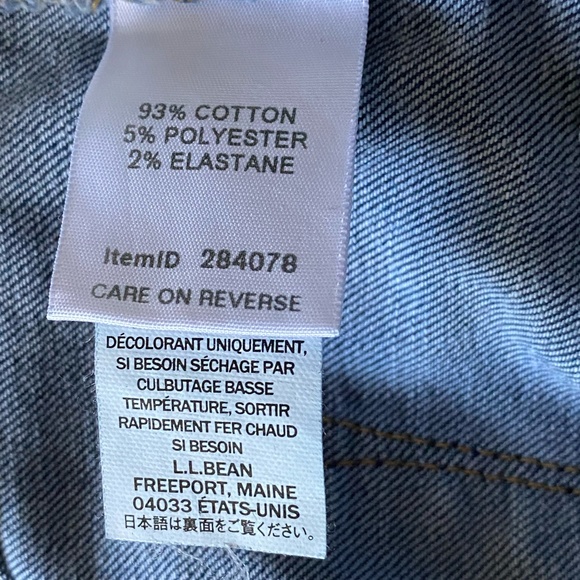 93% COTTON
5% POLYESTER
2% ELASTANE
ItemID 284078
CARE ON REVERSE
DÉCOLORANT UNIQUEMENT,
SI BESOIN SÉCHAGE PAR
CULBUTAGE BASSE
TEMPÉRATURE, SORTIR
RAPIDEMENT FER CHAUD
SI BESOIN
L.L.BEAN
FREEPORT, MAINE
04033 ÉTATS-UNIS
日本語は裏面をご覧ください。